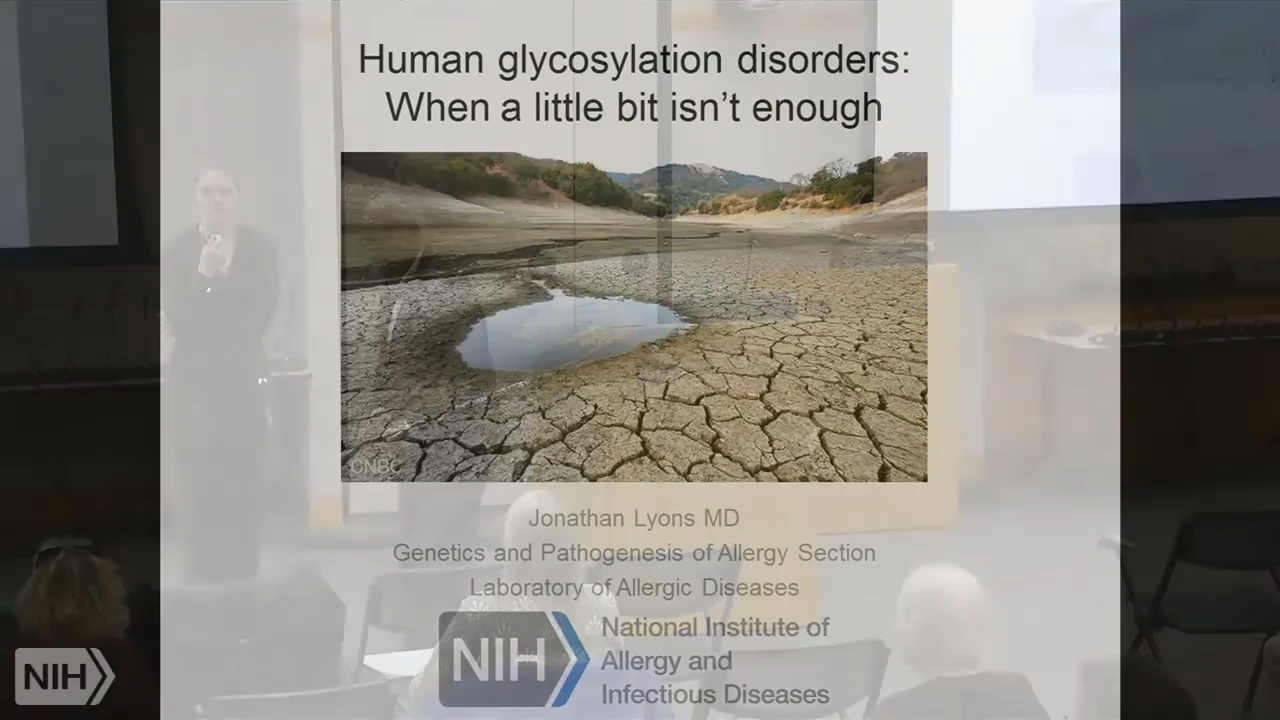 Human glycosylation disorders:
When a little bit isn't enough
CNBC
Jonathan Lyons MD
Genetics and Pathogenesis of Allergy Section
Laboratory of Allergic Diseases
NIH
National Institute of
Allergy and
Infectious Diseases
NIH